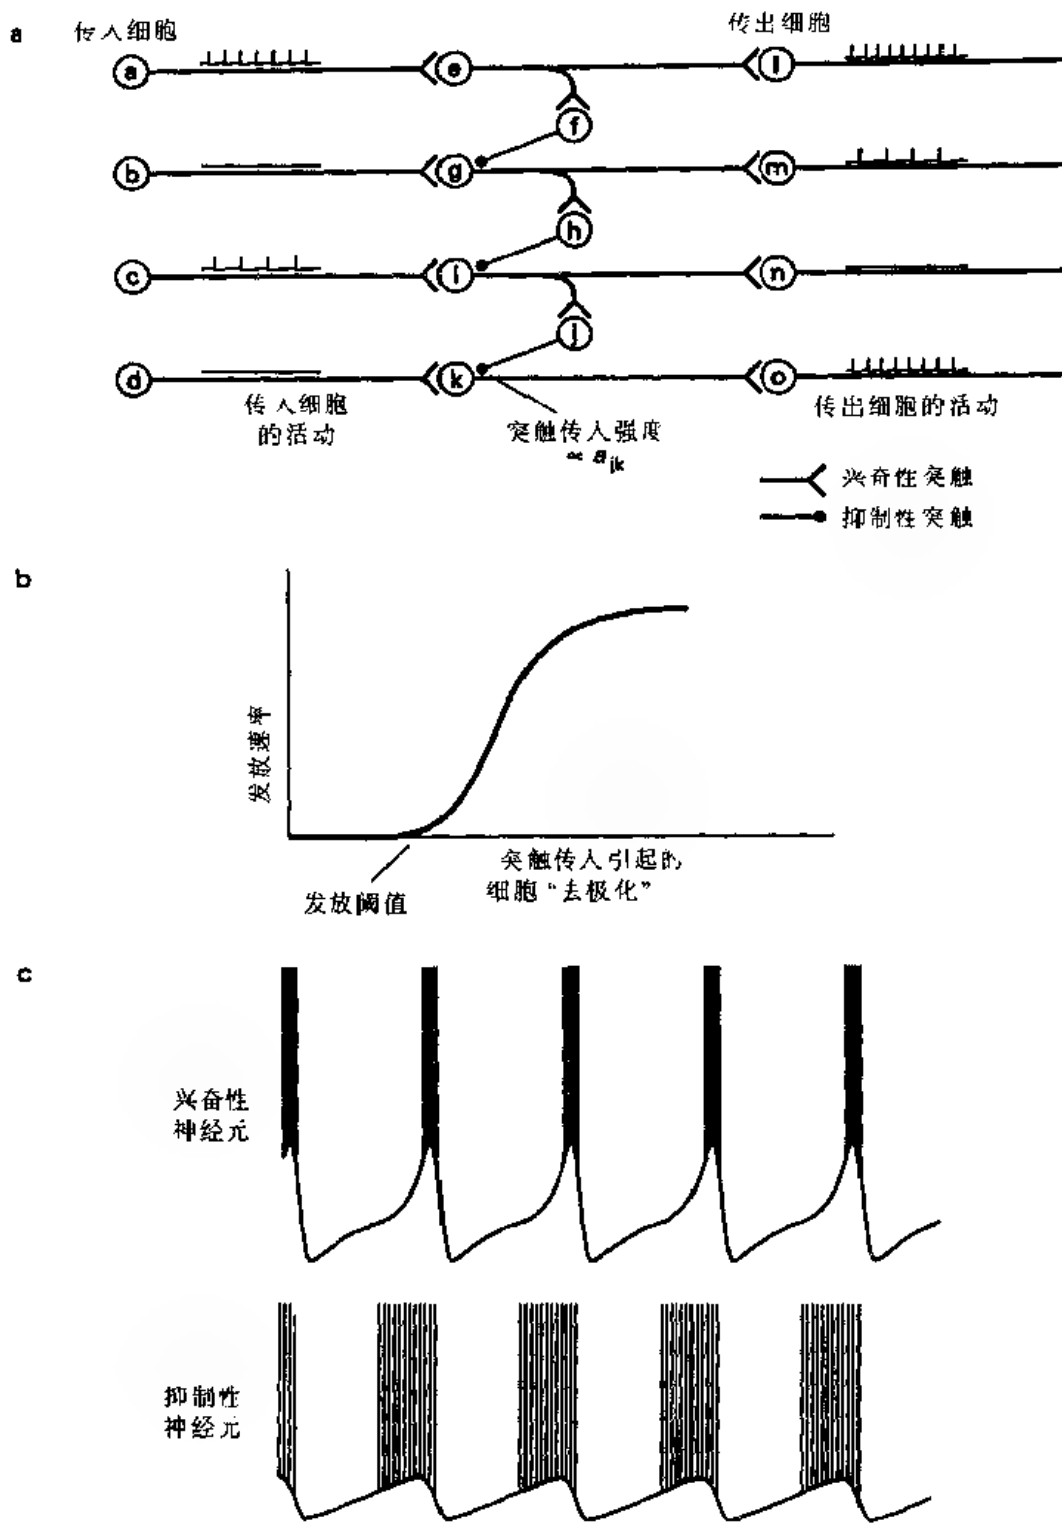 a
传入细胞
传出细胞
a
e
l
f
b
g
m
h
c
i
n
j
d
k
o
传入细胞
的活动
突触传入强度
∝ a_jk
传出细胞的活动
兴奇性突触
抑制性突触
b
发放速率
发放阈值
突触传入引起的
细胞“去极化”
c
兴奋性
神经元
抑制性
神经元